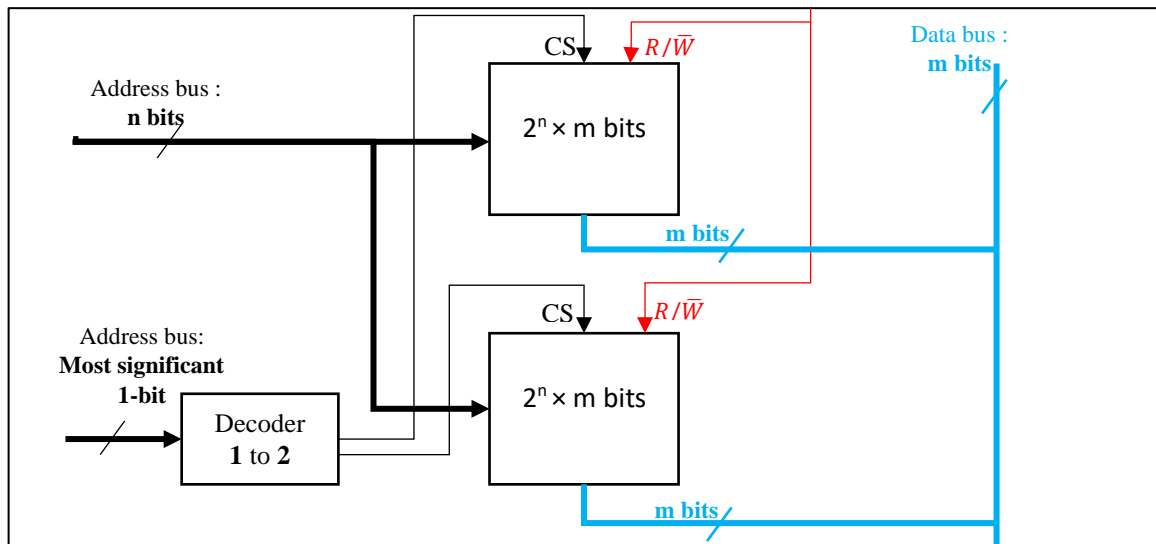 Data bus :
m bits
CS
R/W̅
Address bus :
n bits
2ⁿ × m bits
m bits
CS
R/W̅
Address bus:
Most significant
1-bit
2ⁿ × m bits
Decoder
1 to 2
m bits